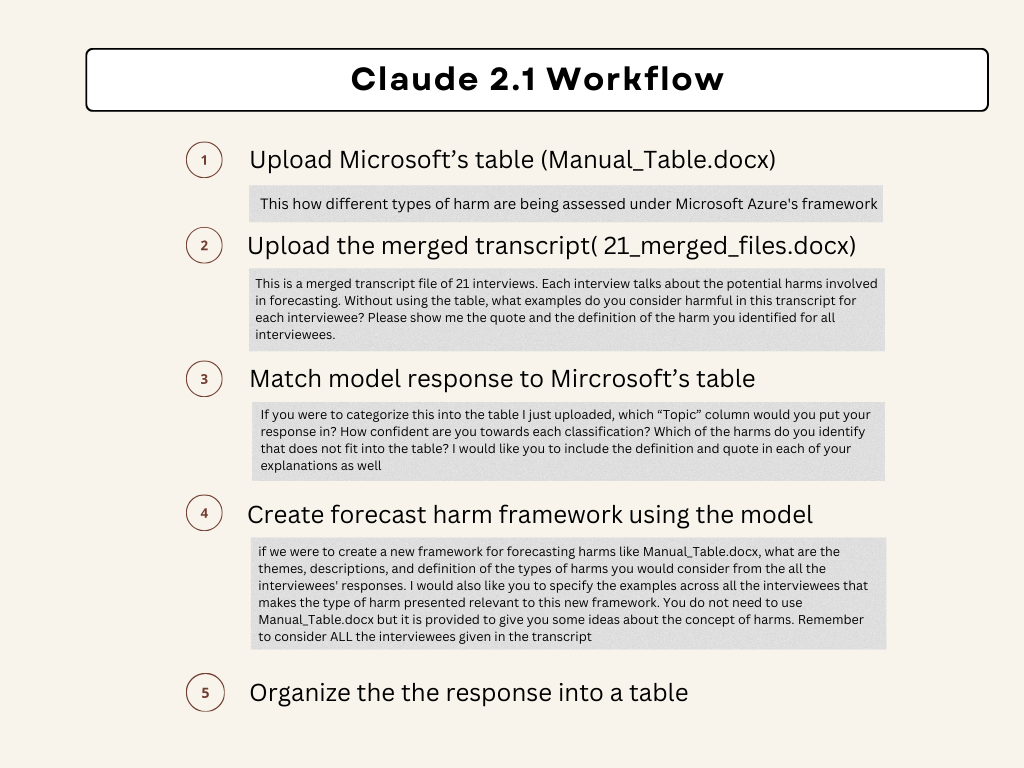 Claude 2.1 Workflow
1
Upload Microsoft’s table (Manual_Table.docx)
This how different types of harm are being assessed under Microsoft Azure's framework
2
Upload the merged transcript( 21_merged_files.docx)
This is a merged transcript file of 21 interviews. Each interview talks about the potential harms involved
in forecasting. Without using the table, what examples do you consider harmful in this transcript for
each interviewee? Please show me the quote and the definition of the harm you identified for all
interviewees.
3
Match model response to Mircrosoft’s table
If you were to categorize this into the table I just uploaded, which “Topic” column would you put your
response in? How confident are you towards each classification? Which of the harms do you identify
that does not fit into the table? I would like you to include the definition and quote in each of your
explanations as well
4
Create forecast harm framework using the model
if we were to create a new framework for forecasting harms like Manual_Table.docx, what are the
themes, descriptions, and definition of the types of harms you would consider from the all the
interviewees' responses. I would also like you to specify the examples across all the interviewees that
makes the type of harm presented relevant to this new framework. You do not need to use
Manual_Table.docx but it is provided to give you some ideas about the concept of harms. Remember
to consider ALL the interviewees given in the transcript
5
Organize the the response into a table